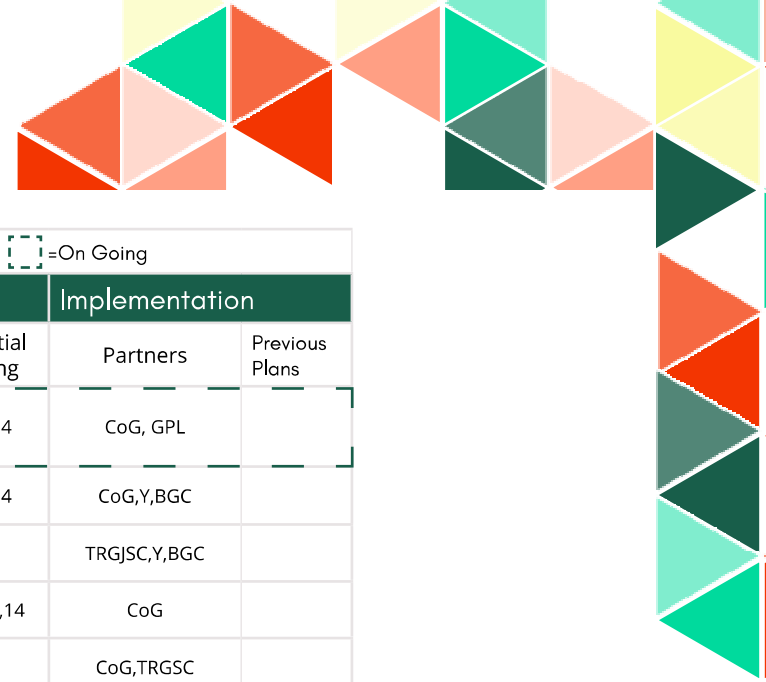 =On Going
Implementation
tial
ng
Partners
Previous
Plans
4
CoG, GPL
4
CoG,Y,BGC
TRGJSC,Y,BGC
,14
CoG
CoG,TRGSC